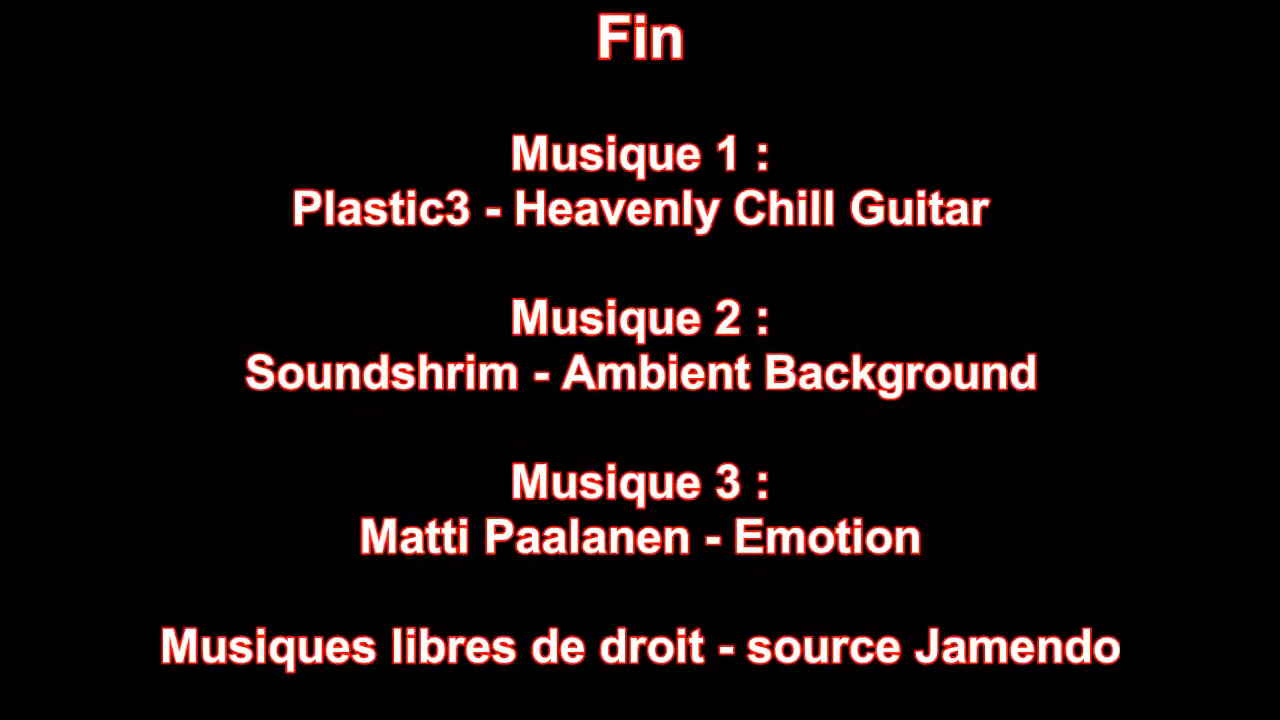 Fin
Musique 1 :
Plastic3 - Heavenly Chill Guitar
Musique 2 :
Soundshrim - Ambient Background
Musique 3 :
Matti Paalanen - Emotion
Musiques libres de droit - source Jamendo